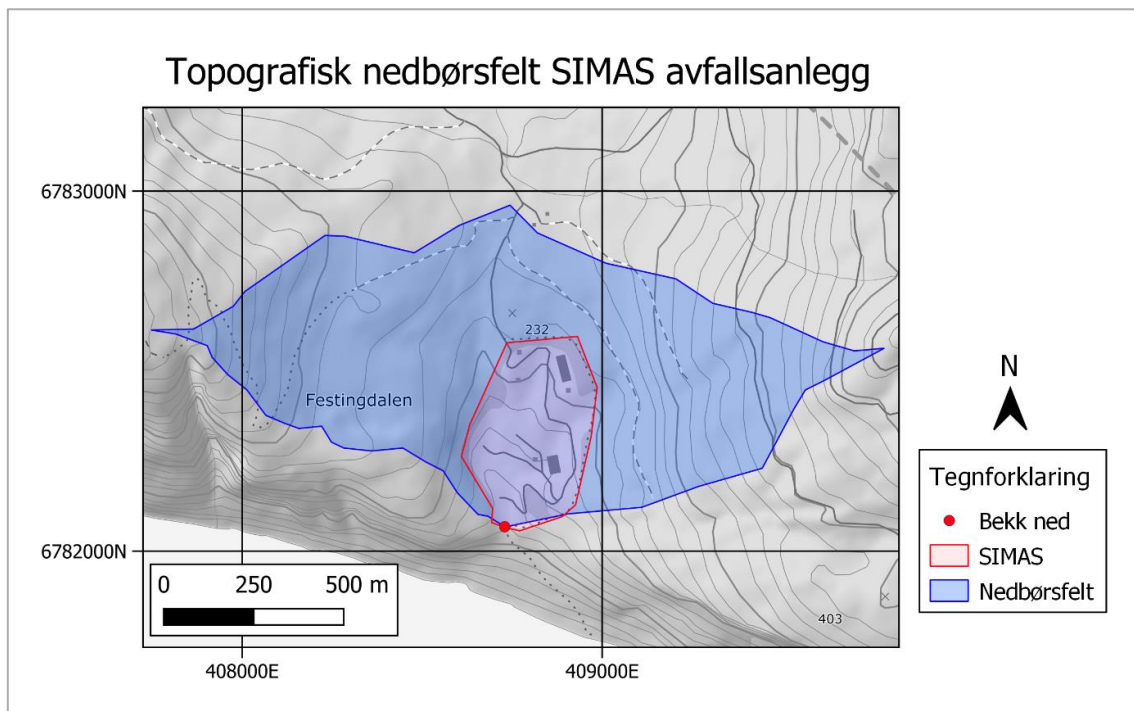 Topografisk nedbørsfelt SIMAS avfallsanlegg
6783000N
232
Festingdalen
N
Tegnforklaring
Bekk ned
SIMAS
Nedbørsfelt
6782000N
0 250 500 m
403
408000E 409000E